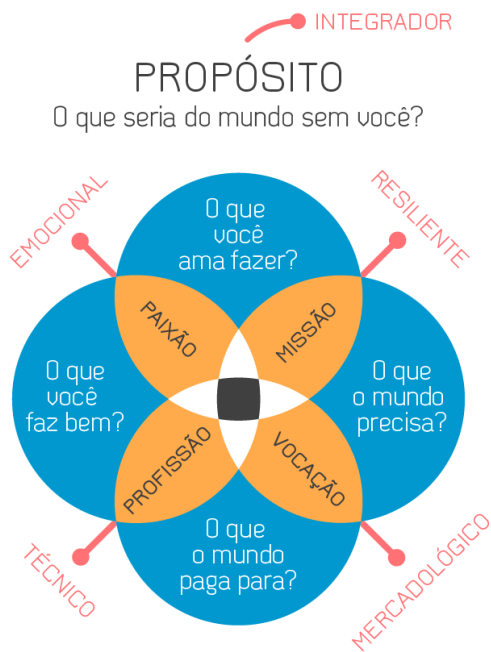 INTEGRADOR
PROPÓSITO
O que seria do mundo sem você?
EMOCIONAL
RESILIENTE
O que
você
ama fazer?
PAIXÃO
MISSÃO
O que
você
faz bem?
O que
o mundo
precisa?
PROFISSÃO
VOCAÇÃO
O que
o mundo
paga para?
TÉCNICO
MERCADOLÓGICO